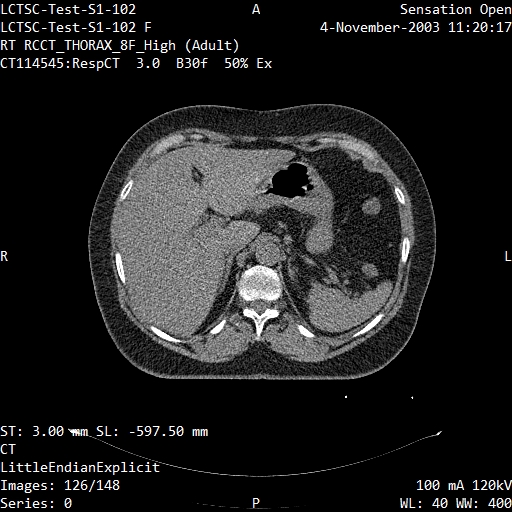 LCTSC-Test-S1-102
A
Sensation Open
LCTSC-Test-S1-102 F
4-November-2003 11:20:17
RT RCCT_THORAX_8F_High (Adult)
CT114545:RespCT 3.0 B30f 50% Ex
R
L
ST: 3.00 mm SL: -597.50 mm
CT
LittleEndianExplicit
Images: 126/148
100 mA 120kV
Series: 0
P
WL: 40 WW: 400